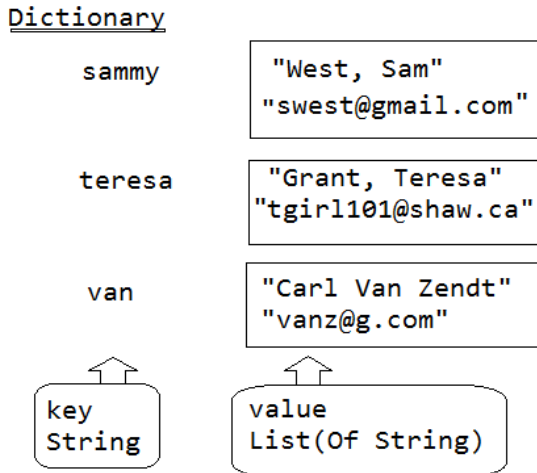 Dictionary
sammy
"West, Sam"
"swest@gmail.com"
teresa
"Grant, Teresa"
"tgirl101@shaw.ca"
van
"Carl Van Zendt"
"vanz@g.com"
key
String
value
List(Of String)